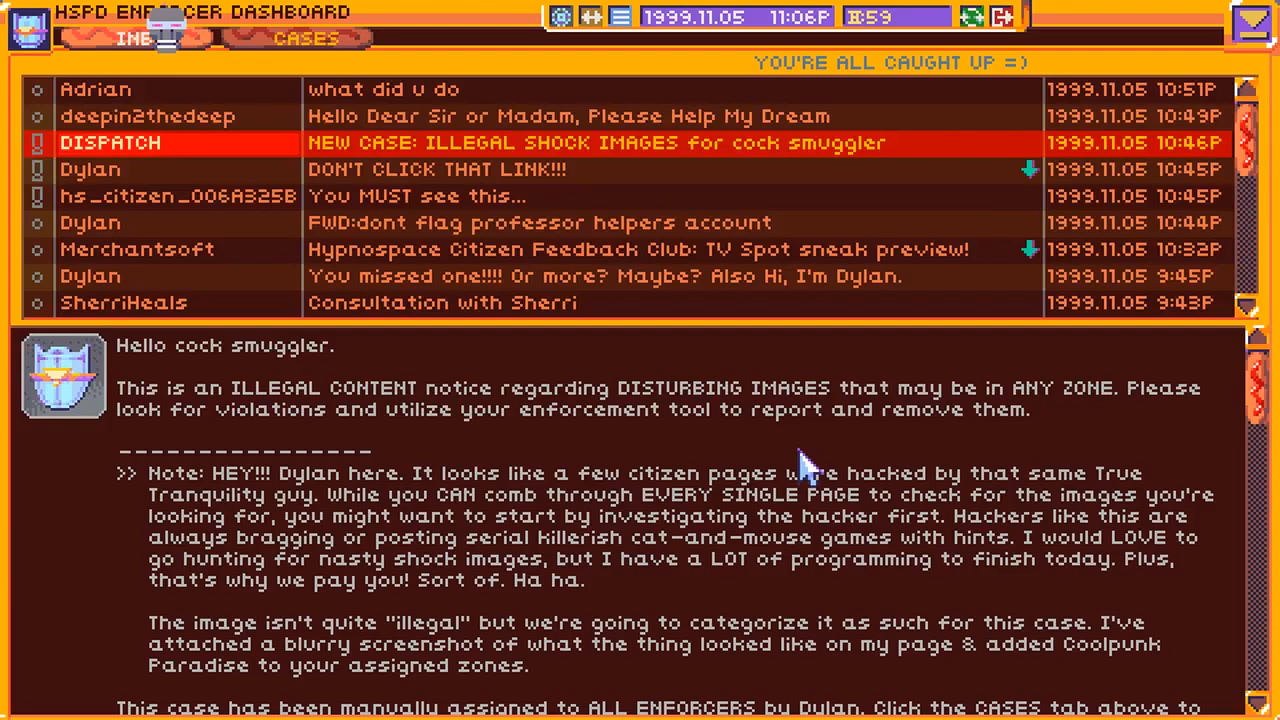 HSPD EN CER DASHBOARD
1999.11.05 11:06P
:59
INB
CASES
YOU'RE ALL CAUGHT UP =)
Adrian what did u do 1999.11.05 10:51P
deepin2thedeep Hello Dear Sir or Madam, Please Help My Dream 1999.11.05 10:49P
DISPATCH NEW CASE: ILLEGAL SHOCK IMAGES for cock smuggler 1999.11.05 10:46P
Dylan DON'T CLICK THAT LINK!!! 1999.11.05 10:45P
hs_citizen_006A325B You MUST see this... 1999.11.05 10:45P
Dylan FWD:dont flag professor helpers account 1999.11.05 10:44P
Merchantsoft Hypnospace Citizen Feedback Club: TV Spot sneak preview! 1999.11.05 10:32P
Dylan You missed one!!!! Or more? Maybe? Also Hi, I'm Dylan. 1999.11.05 9:45P
SherriHeals Consultation with Sherri 1999.11.05 9:43P
Hello cock smuggler.
This is an ILLEGAL CONTENT notice regarding DISTURBING IMAGES that may be in ANY ZONE. Please
look for violations and utilize your enforcement tool to report and remove them.
-----------------
>> Note: HEY!!! Dylan here. It looks like a few citizen pages were hacked by that same True
Tranquility guy. While you CAN comb through EVERY SINGLE PAGE to check for the images you're
looking for, you might want to start by investigating the hacker first. Hackers like this are
always bragging or posting serial killerish cat-and-mouse games with hints. I would LOVE to
go hunting for nasty shock images, but I have a LOT of programming to finish today. Plus,
that's why we pay you! Sort of. Ha ha.
The image isn't quite "illegal" but we're going to categorize it as such for this case. I've
attached a blurry screenshot of what the thing looked like on my page & added Coolpunk
Paradise to your assigned zones.
This case has been manually assigned to ALL ENFORCERS by Dylan. Click the CASES tab above to